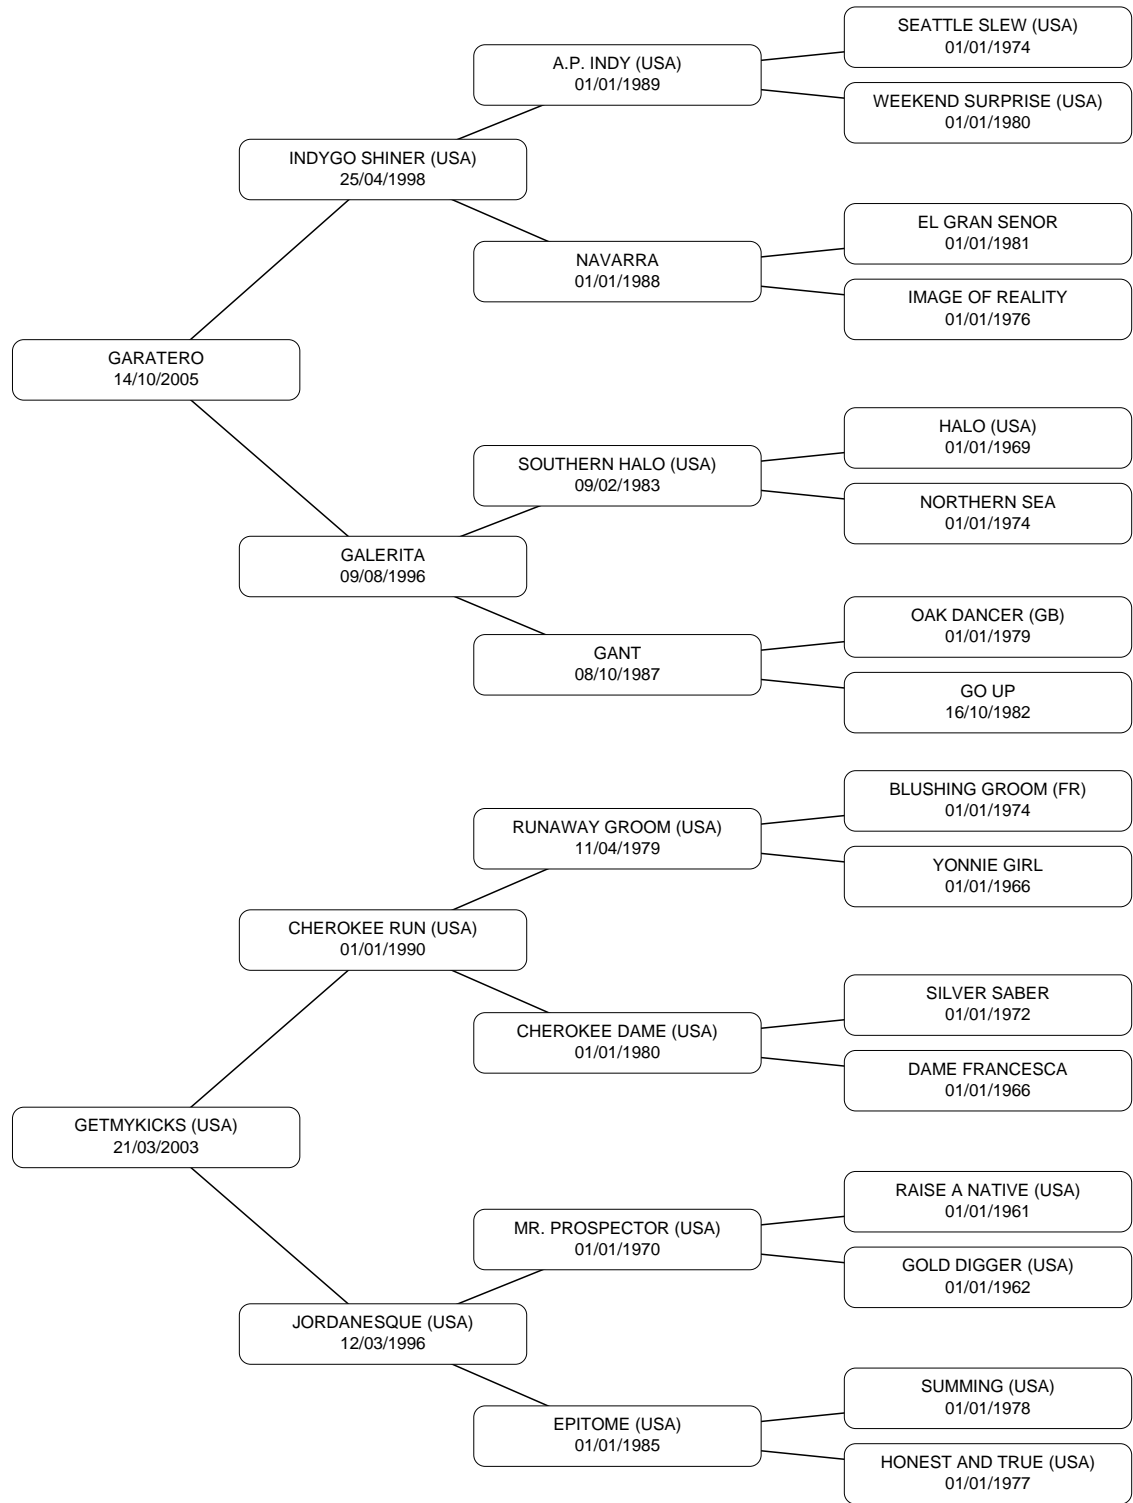 SEATTLE SLEW (USA)
01/01/1974
A.P. INDY (USA)
01/01/1989
WEEKEND SURPRISE (USA)
01/01/1980
INDYGO SHINER (USA)
25/04/1998
EL GRAN SENOR
01/01/1981
NAVARRA
01/01/1988
IMAGE OF REALITY
01/01/1976
GARATERO
14/10/2005
HALO (USA)
01/01/1969
SOUTHERN HALO (USA)
09/02/1983
NORTHERN SEA
01/01/1974
GALERITA
09/08/1996
OAK DANCER (GB)
01/01/1979
GANT
08/10/1987
GO UP
16/10/1982
BLUSHING GROOM (FR)
01/01/1974
RUNAWAY GROOM (USA)
11/04/1979
YONNIE GIRL
01/01/1966
CHEROKEE RUN (USA)
01/01/1990
SILVER SABER
01/01/1972
CHEROKEE DAME (USA)
01/01/1980
DAME FRANCESCA
01/01/1966
GETMYKICKS (USA)
21/03/2003
RAISE A NATIVE (USA)
01/01/1961
MR. PROSPECTOR (USA)
01/01/1970
GOLD DIGGER (USA)
01/01/1962
JORDANESQUE (USA)
12/03/1996
SUMMING (USA)
01/01/1978
EPITOME (USA)
01/01/1985
HONEST AND TRUE (USA)
01/01/1977